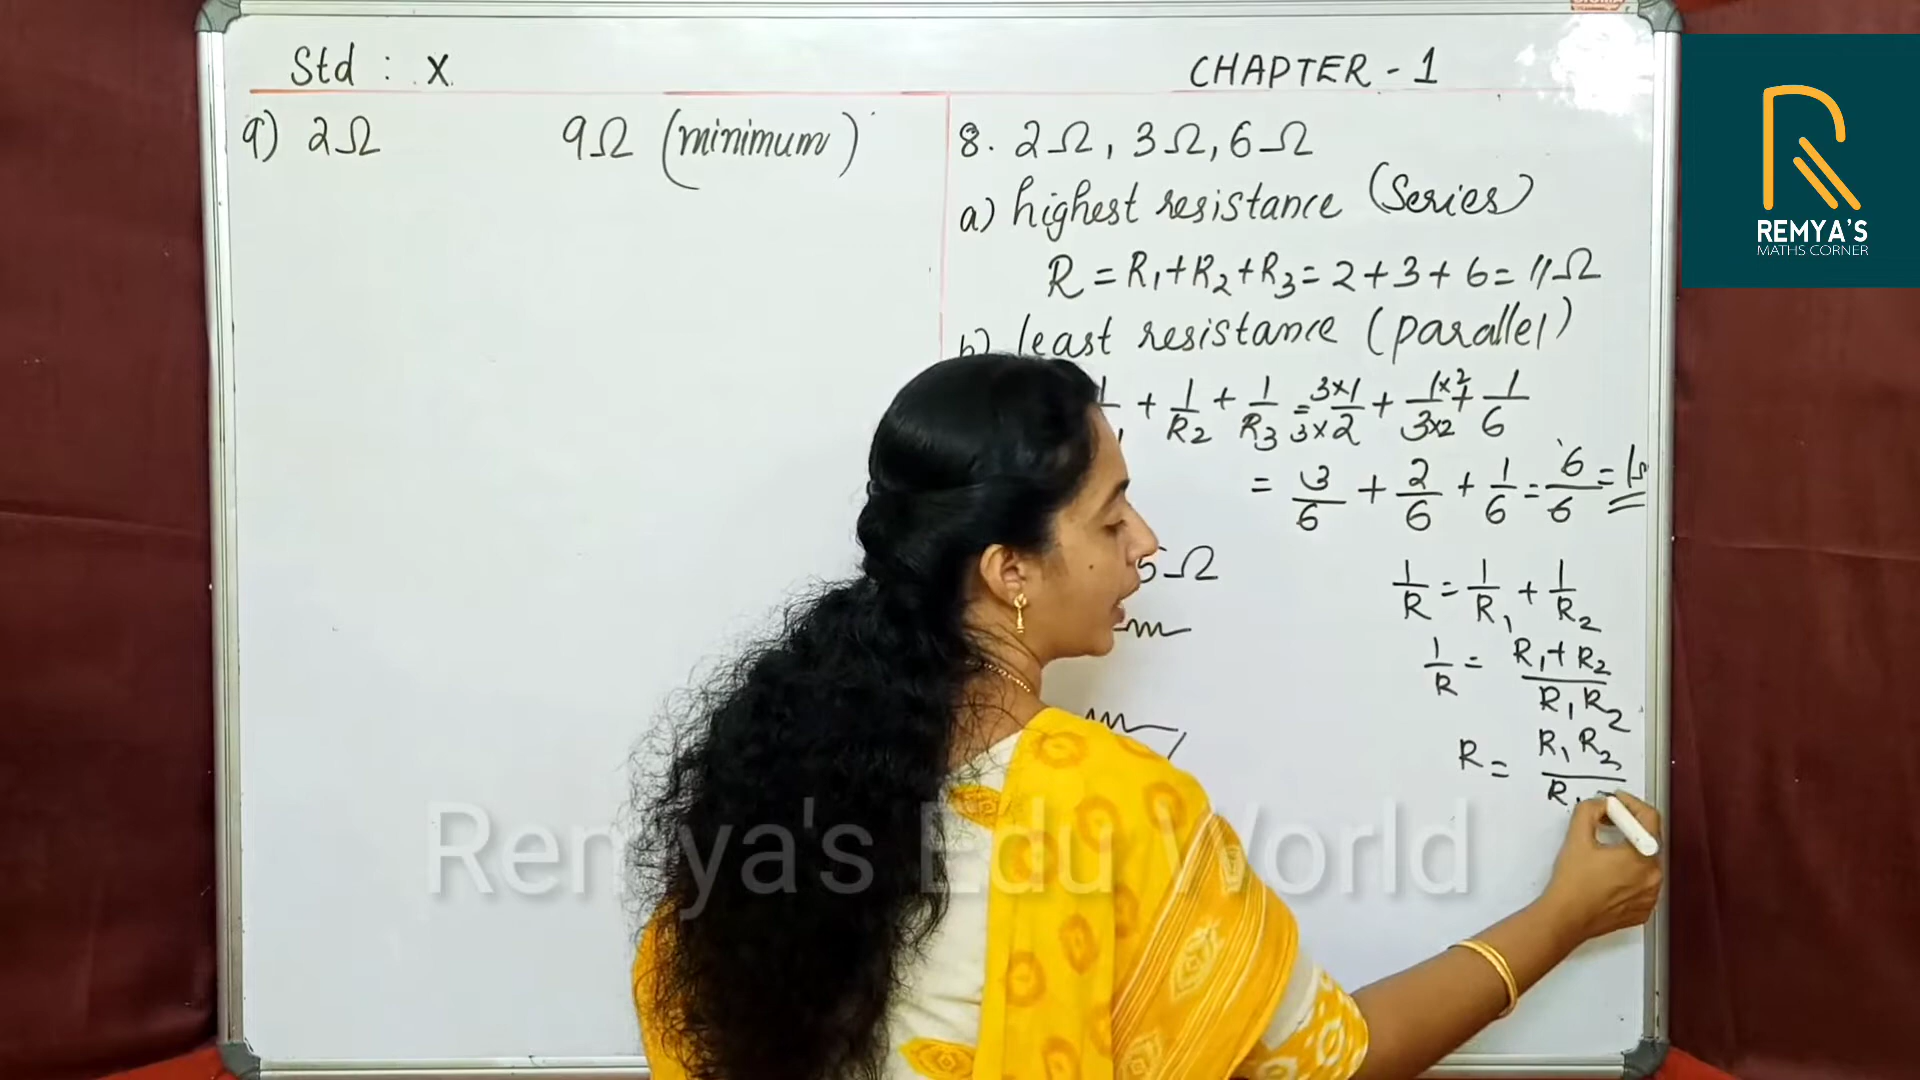 Std : X
CHAPTER - 1
9) 2Ω 9Ω (minimum)
8. 2Ω, 3Ω, 6Ω
a) highest resistance (Series)
R = R₁ + R₂ + R₃ = 2 + 3 + 6 = 11Ω
b) least resistance (parallel)
+ 1/R₂ + 1/R₃ = 3×1/3×2 + 1×2/3×2 + 1/6
= 3/6 + 2/6 + 1/6 = 6/6 = 1Ω
5Ω
1/R = 1/R₁ + 1/R₂
1/R = R₁ + R₂/R₁R₂
R = R₁R₂/R
REMYA'S
MATHS CORNER
Remya's Edu World